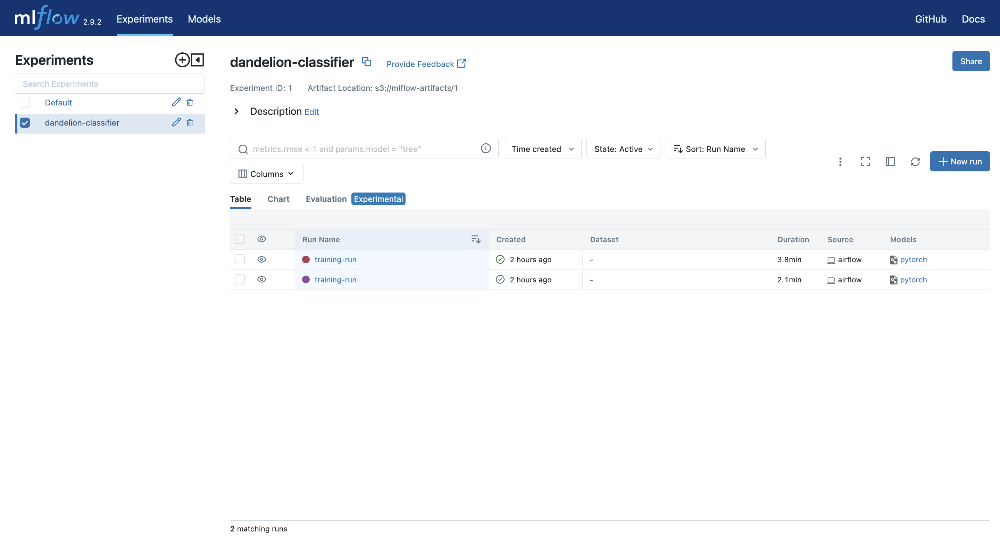 mlflow 2.9.2 Experiments Models GitHub Docs
Experiments
Search Experiments
Default
dandelion-classifier
dandelion-classifier Provide Feedback Share
Experiment ID: 1 Artifact Location: s3://mlflow-artifacts/1
Description Edit
metrics.rmse < 1 and params.model = "tree" Time created State: Active Sort: Run Name
New run
Columns
Table Chart Evaluation Experimental
Run Name Created Dataset Duration Source Models
training-run 2 hours ago - 3.8min airflow pytorch
training-run 2 hours ago - 2.1min airflow pytorch
2 matching runs